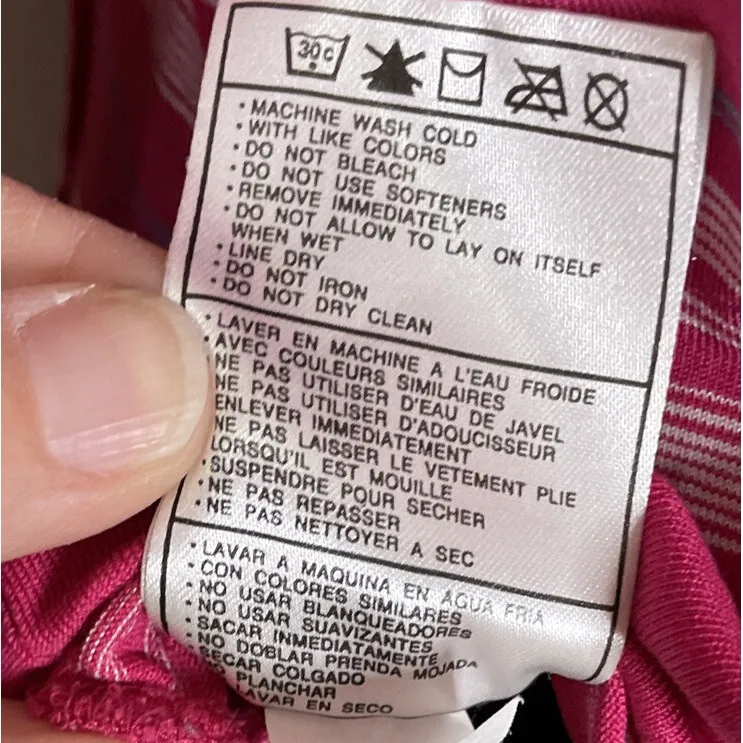 30c
• MACHINE WASH COLD
• WITH LIKE COLORS
• DO NOT BLEACH
• DO NOT USE SOFTENERS
• REMOVE IMMEDIATELY
• DO NOT ALLOW TO LAY ON ITSELF
WHEN WET
• LINE DRY
• DO NOT IRON
• DO NOT DRY CLEAN
• LAVER EN MACHINE A L'EAU FROIDE
• AVEC COULEURS SIMILAIRES
NE PAS UTILISER D'EAU DE JAVEL
NE PAS UTILISER D'ADOUCISSEUR
ENLEVER IMMEDIATEMENT
NE PAS LAISSER LE VETEMENT PLIE
LORSQU'IL EST MOUILLE
• SUSPENDRE POUR SECHER
• NE PAS REPASSER
• NE PAS NETTOYER A SEC
• LAVAR A MAQUINA EN AGUA FRIA
• CON COLORES SIMILARES
• NO USAR BLANQUEADORES
• NO USAR SUAVIZANTES
• SACAR INMEDIATAMENTE
• NO DOBLAR PRENDA MOJADA
SECAR COLGADO
PLANCHAR
LAVAR EN SECO